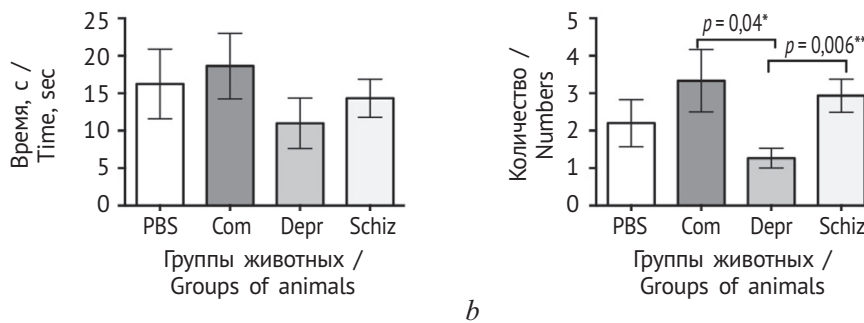 Время, с /
Time, sec
25
20
15
10
5
0
PBS Com Depr Schiz
Группы животных /
Groups of animals
Количество /
Numbers
5
4
3
2
1
0
p = 0,04*
p = 0,006**
PBS Com Depr Schiz
Группы животных /
Groups of animals
b